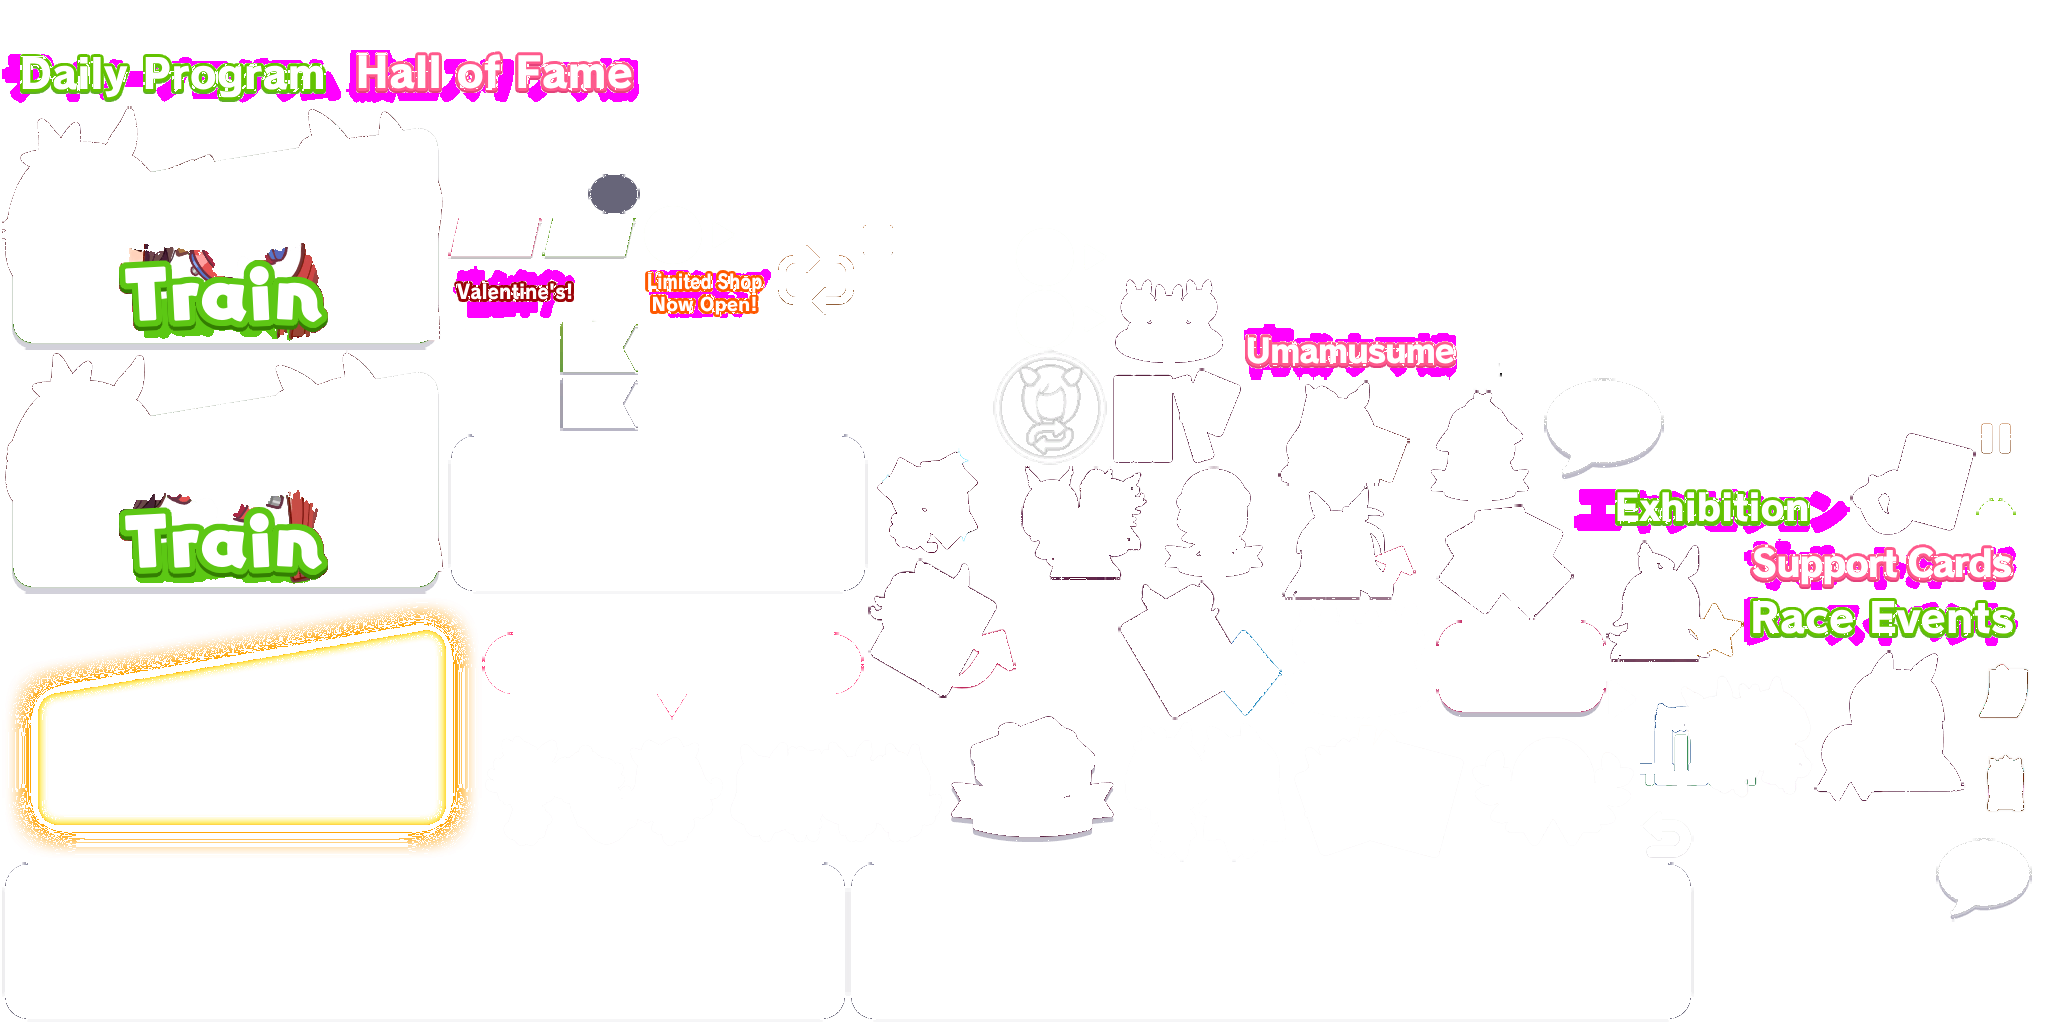 Daily Program
Hall of Fame
Train
Valentine's!
Limited Shop
Now Open!
Umamusume
Train
Exhibition
Support Cards
Race Events